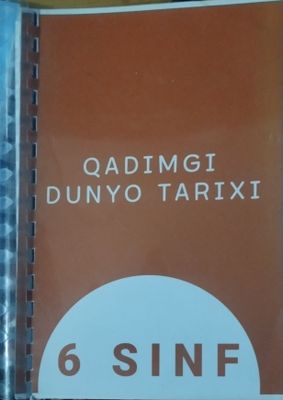 QADIMGI
DUNYO TARIXI
6 SINF